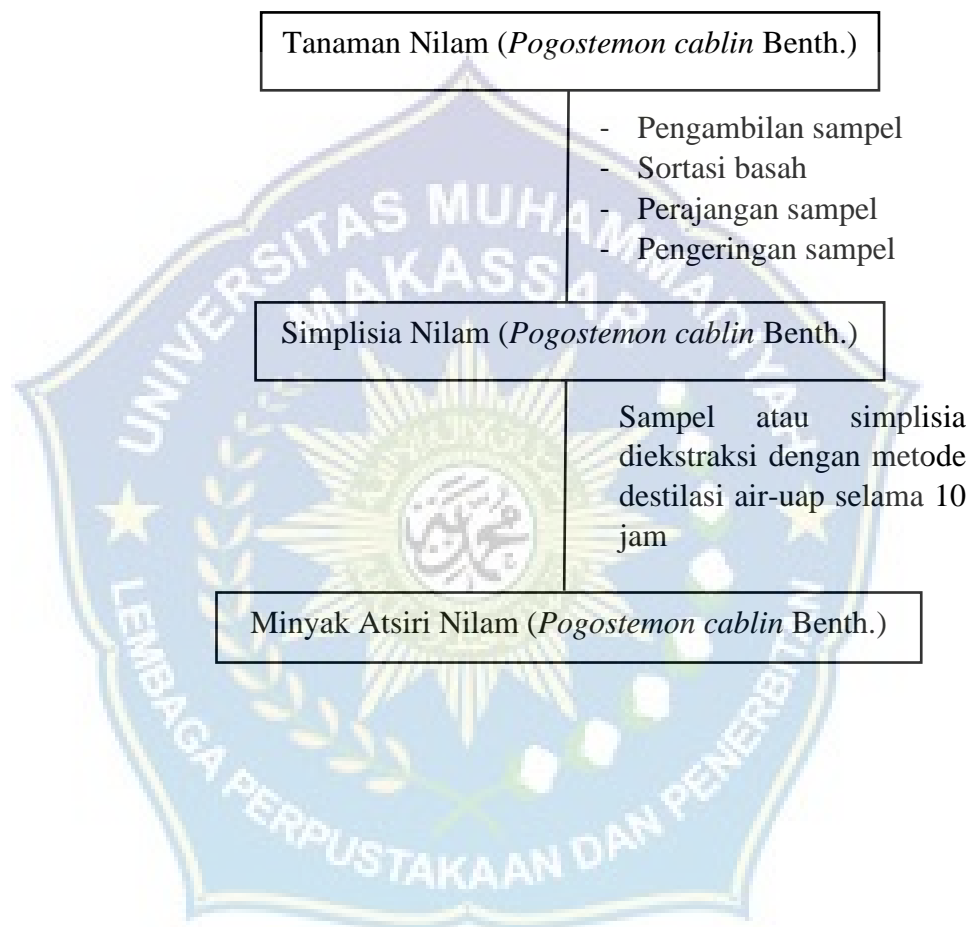 Tanaman Nilam (Pogostemon cablin Benth.)
- Pengambilan sampel
- Sortasi basah
- Perajangan sampel
- Pengeringan sampel
Simplisia Nilam (Pogostemon cablin Benth.)
Sampel atau simplisia
diekstraksi dengan metode
destilasi air-uap selama 10
jam
Minyak Atsiri Nilam (Pogostemon cablin Benth.)
UNIVERSITAS MUHAMMADIYAH
MAKASSAR
LEMBAGA PERPUSTAKAAN DAN PENERBITAN